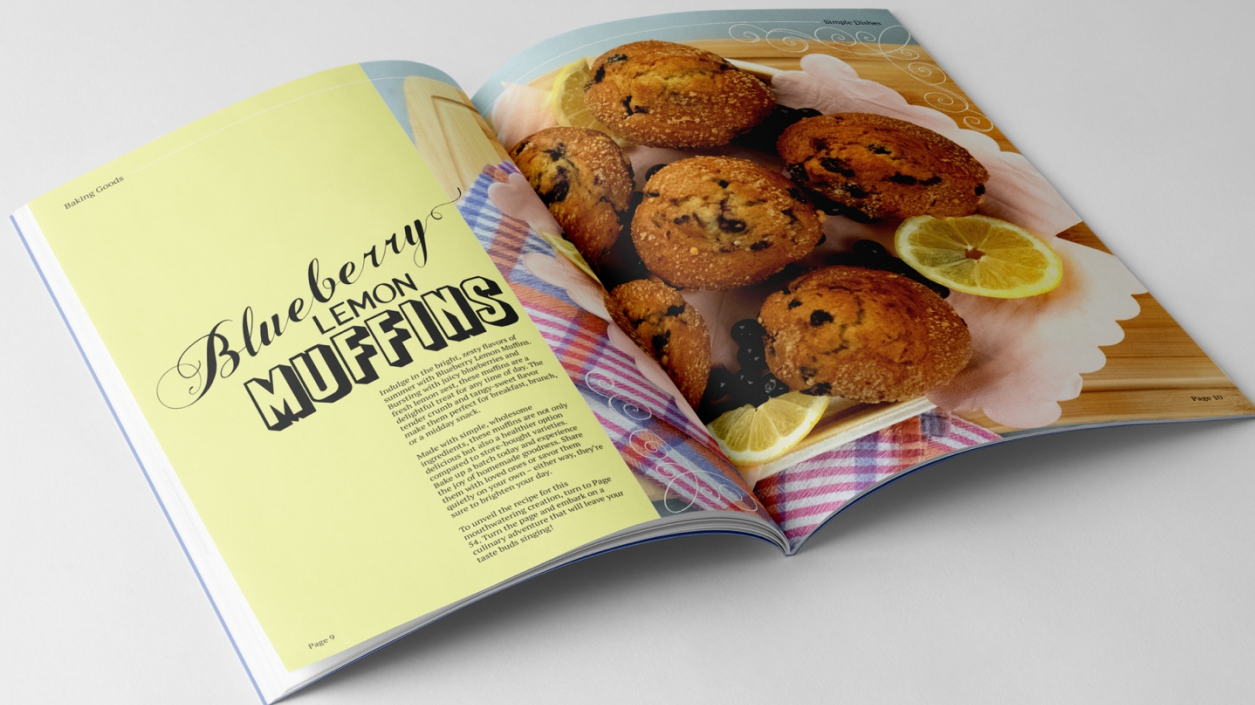 Baking Goods
Blueberry
LEMON
MUFFINS
Indulge in the bright, zesty flavors of
summer with Blueberry Lemon Muffins.
Bursting with juicy blueberries and
fresh lemon zest, these muffins are a
delightful treat for any time of day. The
tender crumb and tangy-sweet flavor
make them perfect for breakfast, brunch,
or a midday snack.
Made with simple, wholesome
ingredients, these muffins are not only
delicious but also a healthier option
compared to store-bought varieties.
Bake up a batch today and experience
the joy of homemade goodness. Share
them with loved ones or savor them
quietly on your own – either way, they're
sure to brighten your day.
To unveil the recipe for this
mouthwatering creation, turn to Page
54. Turn the page and embark on a
culinary adventure that will leave your
taste buds singing!
Page 9
Simple Dishes
Page 10